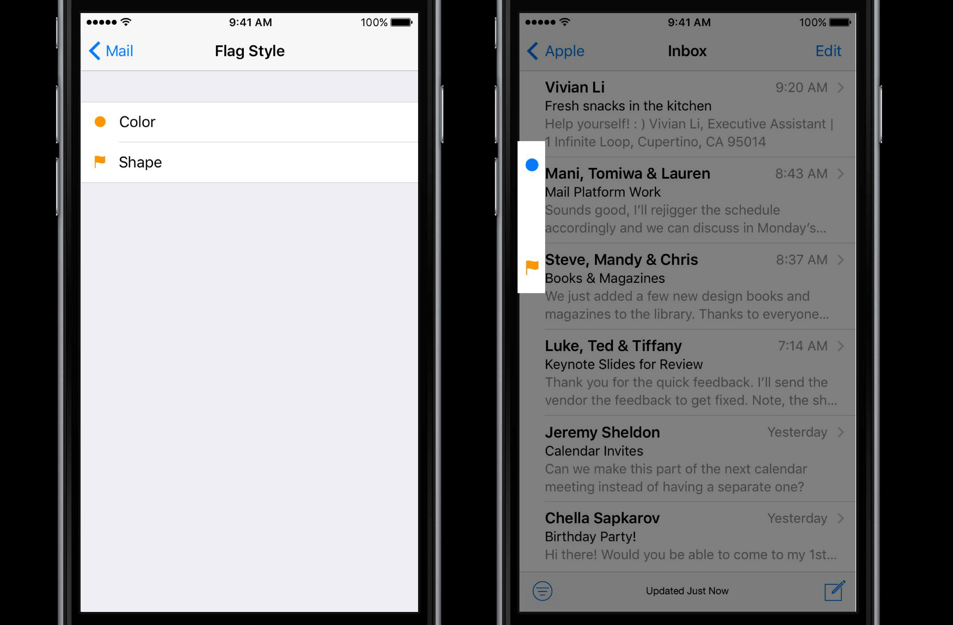 9:41 AM
100%
Mail
Flag Style
Color
Shape
9:41 AM
100%
Apple
Inbox
Edit
Vivian Li
9:20 AM
Fresh snacks in the kitchen
Help yourself! : ) Vivian Li, Executive Assistant |
1 Infinite Loop, Cupertino, CA 95014
Mani, Tomiwa & Lauren
8:43 AM
Mail Platform Work
Sounds good, I’ll rejigger the schedule
accordingly and we can discuss in Monday’s...
Steve, Mandy & Chris
8:37 AM
Books & Magazines
We just added a few new design books and
magazines to the library. Thanks to everyone...
Luke, Ted & Tiffany
7:14 AM
Keynote Slides for Review
Thank you for the quick feedback. I’ll send the
vendor the feedback to get fixed. Note, the sh...
Jeremy Sheldon
Yesterday
Calendar Invites
Can we make this part of the next calendar
meeting instead of having a separate one?
Chella Sapkarov
Yesterday
Birthday Party!
Hi there! Would you be able to come to my 1st...
Updated Just Now